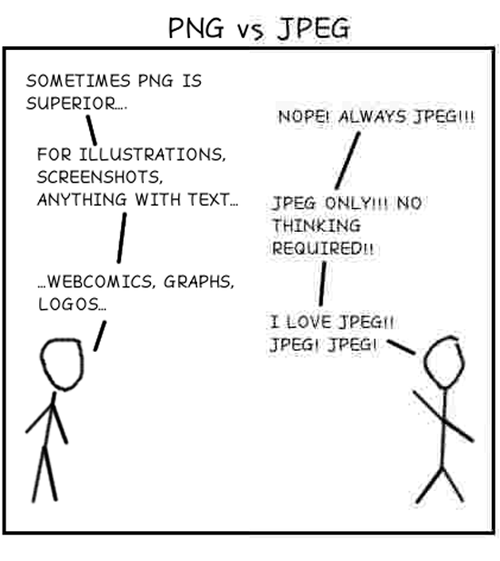 PNG vs JPEG
SOMETIMES PNG IS
SUPERIOR....
FOR ILLUSTRATIONS,
SCREENSHOTS,
ANYTHING WITH TEXT...
...WEBCOMICS, GRAPHS,
LOGOS...
NOPE! ALWAYS JPEG!!!
JPEG ONLY!!! NO
THINKING
REQUIRED!!
I LOVE JPEG!!
JPEG! JPEG!